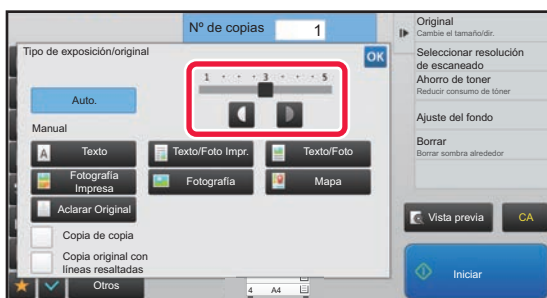 Nº de copias 1
Tipo de exposición/original
OK
1 · · · 3 · · · 5
Auto.
Manual
A Texto
Texto/Foto Impr.
Texto/Foto
Fotografía
Impresa
Fotografía
Mapa
Aclarar Original
Copia de copia
Copia original con
líneas resaltadas
Otros
4 A4
Original
Cambie el tamaño/dir.
Seleccionar resolución
de escaneado
Ahorro de toner
Reducir consumo de tóner
Ajuste del fondo
Borrar
Borrar sombra alrededor
Vista previa
CA
Iniciar